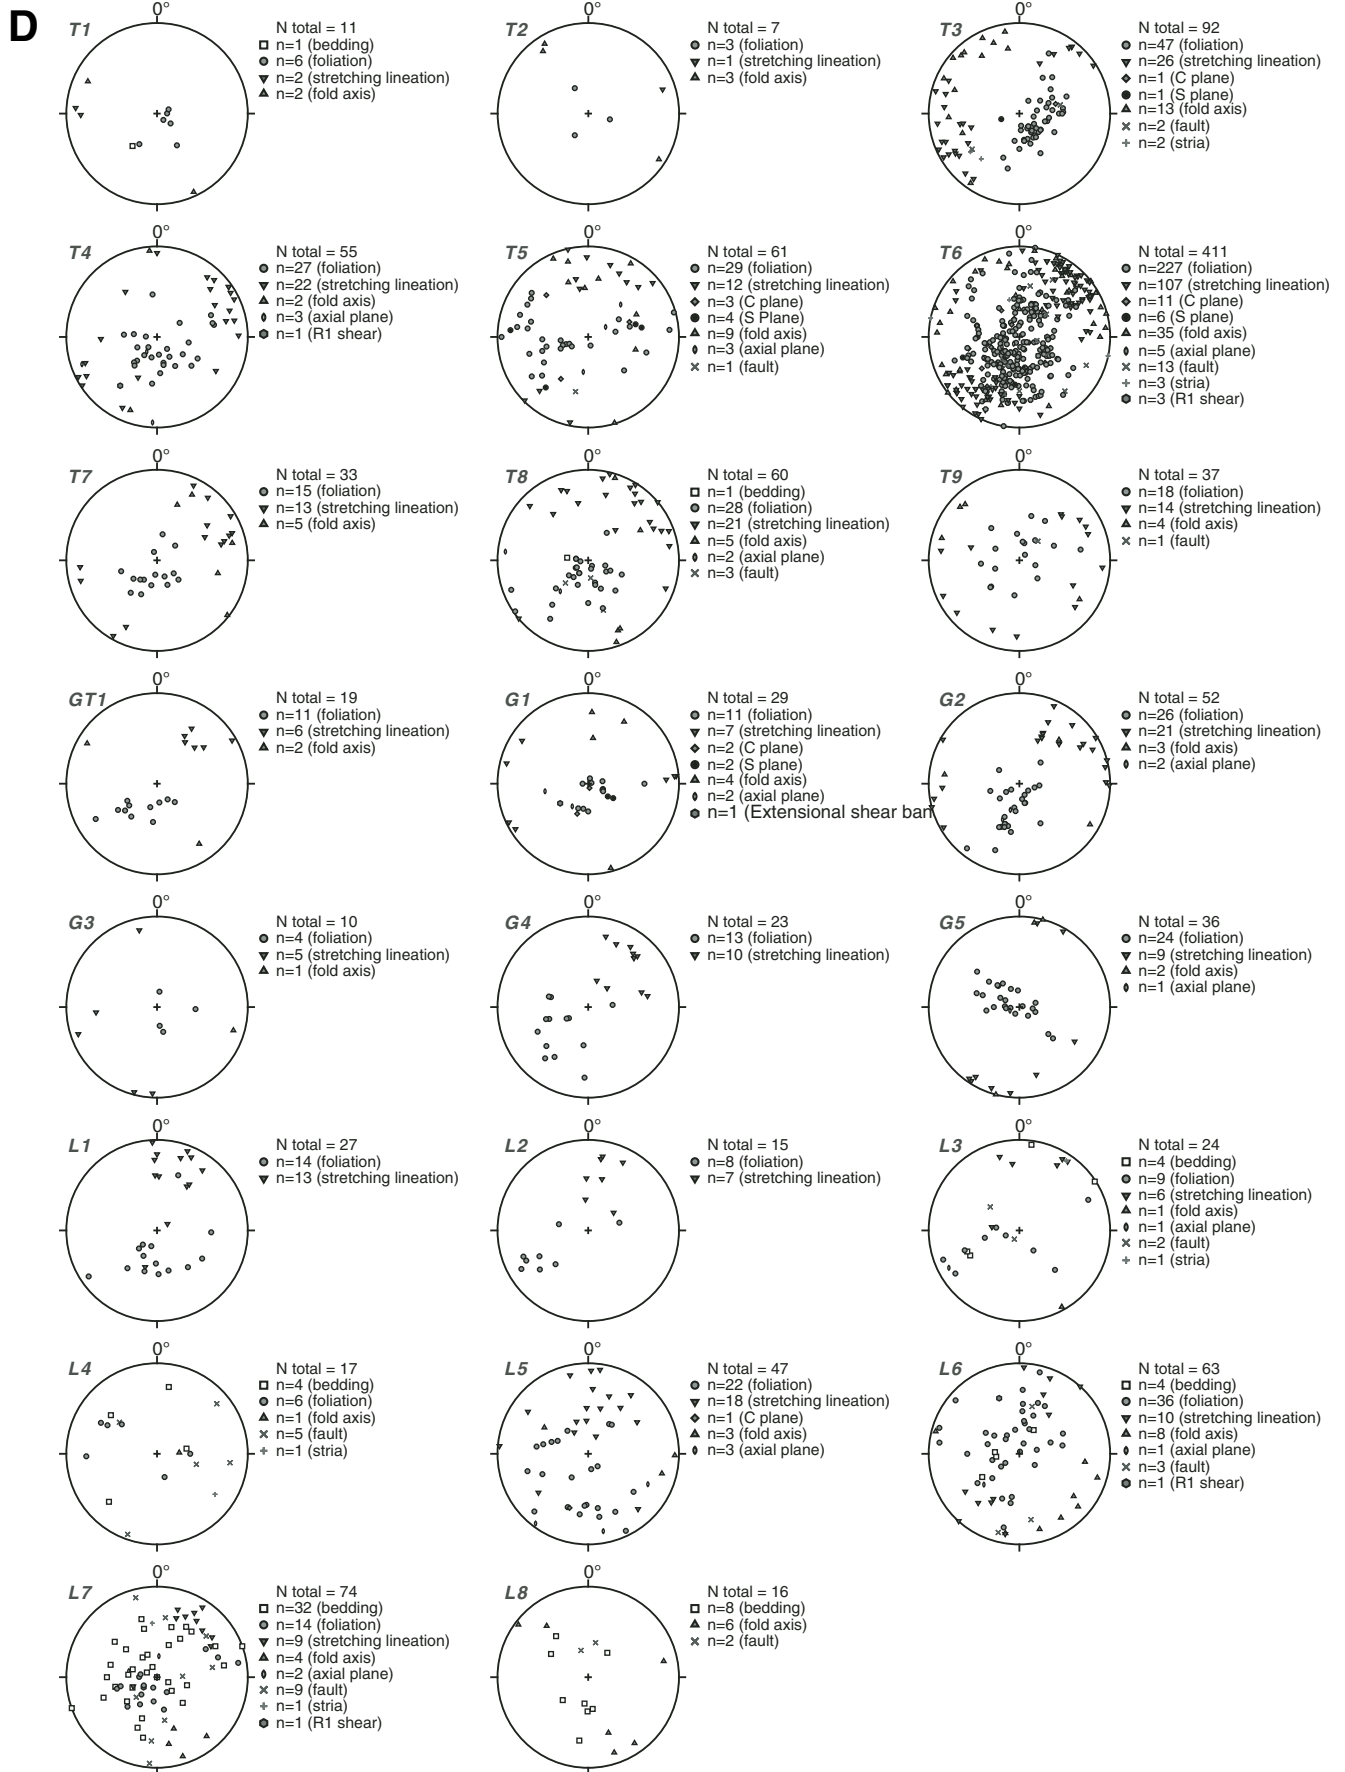 D
T1
0°
N total = 11
n=1 (bedding)
n=6 (foliation)
n=2 (stretching lineation)
n=2 (fold axis)
T2
0°
N total = 7
n=3 (foliation)
n=1 (stretching lineation)
n=3 (fold axis)
T3
0°
N total = 92
n=47 (foliation)
n=26 (stretching lineation)
n=1 (C plane)
n=1 (S plane)
n=13 (fold axis)
n=2 (fault)
n=2 (stria)
T4
0°
N total = 55
n=27 (foliation)
n=22 (stretching lineation)
n=2 (fold axis)
n=3 (axial plane)
n=1 (R1 shear)
T5
0°
N total = 61
n=29 (foliation)
n=12 (stretching lineation)
n=3 (C plane)
n=4 (S Plane)
n=9 (fold axis)
n=3 (axial plane)
n=1 (fault)
T6
0°
N total = 411
n=227 (foliation)
n=107 (stretching lineation)
n=11 (C plane)
n=6 (S plane)
n=35 (fold axis)
n=5 (axial plane)
n=13 (fault)
n=3 (stria)
n=3 (R1 shear)
T7
0°
N total = 33
n=15 (foliation)
n=13 (stretching lineation)
n=5 (fold axis)
T8
0°
N total = 60
n=1 (bedding)
n=28 (foliation)
n=21 (stretching lineation)
n=5 (fold axis)
n=2 (axial plane)
n=3 (fault)
T9
0°
N total = 37
n=18 (foliation)
n=14 (stretching lineation)
n=4 (fold axis)
n=1 (fault)
GT1
0°
N total = 19
n=11 (foliation)
n=6 (stretching lineation)
n=2 (fold axis)
G1
0°
N total = 29
n=11 (foliation)
n=7 (stretching lineation)
n=2 (C plane)
n=2 (S plane)
n=4 (fold axis)
n=2 (axial plane)
n=1 (Extensional shear ban
G2
0°
N total = 52
n=26 (foliation)
n=21 (stretching lineation)
n=3 (fold axis)
n=2 (axial plane)
G3
0°
N total = 10
n=4 (foliation)
n=5 (stretching lineation)
n=1 (fold axis)
G4
0°
N total = 23
n=13 (foliation)
n=10 (stretching lineation)
G5
0°
N total = 36
n=24 (foliation)
n=9 (stretching lineation)
n=2 (fold axis)
n=1 (axial plane)
L1
0°
N total = 27
n=14 (foliation)
n=13 (stretching lineation)
L2
0°
N total = 15
n=8 (foliation)
n=7 (stretching lineation)
L3
0°
N total = 24
n=4 (bedding)
n=9 (foliation)
n=6 (stretching lineation)
n=1 (fold axis)
n=1 (axial plane)
n=2 (fault)
n=1 (stria)
L4
0°
N total = 17
n=4 (bedding)
n=6 (foliation)
n=1 (fold axis)
n=5 (fault)
n=1 (stria)
L5
0°
N total = 47
n=22 (foliation)
n=18 (stretching lineation)
n=1 (C plane)
n=3 (fold axis)
n=3 (axial plane)
L6
0°
N total = 63
n=4 (bedding)
n=36 (foliation)
n=10 (stretching lineation)
n=8 (fold axis)
n=1 (axial plane)
n=3 (fault)
n=1 (R1 shear)
L7
0°
N total = 74
n=32 (bedding)
n=14 (foliation)
n=9 (stretching lineation)
n=4 (fold axis)
n=2 (axial plane)
n=9 (fault)
n=1 (stria)
n=1 (R1 shear)
L8
0°
N total = 16
n=8 (bedding)
n=6 (fold axis)
n=2 (fault)